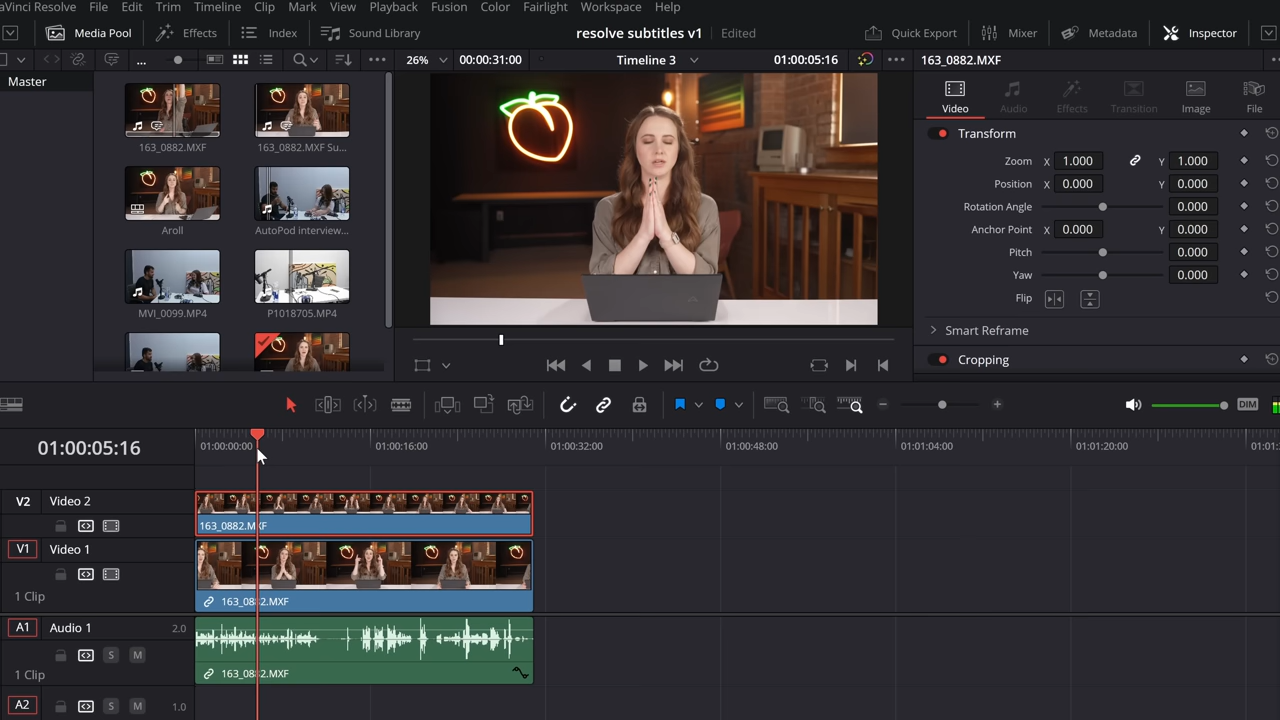 aVinci Resolve File Edit Trim Timeline Clip Mark View Playback Fusion Color Fairlight Workspace Help
Media Pool Effects Index Sound Library resolve subtitles v1 Edited Quick Export Mixer Metadata Inspector
... 26% 00:00:31:00 Timeline 3 01:00:05:16 163_0882.MXF
Master
163_0882.MXF 163_0882.MXF Su...
Aroll AutoPod interview...
MVI_0099.MP4 P1018705.MP4
Video Audio Effects Transition Image File
Transform
Zoom X 1.000 Y 1.000
Position X 0.000 Y 0.000
Rotation Angle 0.000
Anchor Point X 0.000 Y 0.000
Pitch 0.000
Yaw 0.000
Flip
Smart Reframe
Cropping
DIM
01:00:05:16 01:00:00:00 01:00:16:00 01:00:32:00 01:00:48:00 01:01:04:00 01:01:20:00
V2 Video 2
163_0882.MXF
V1 Video 1
1 Clip 163_0882.MXF
A1 Audio 1 2.0
S M
1 Clip 163_0882.MXF
A2 S M 1.0